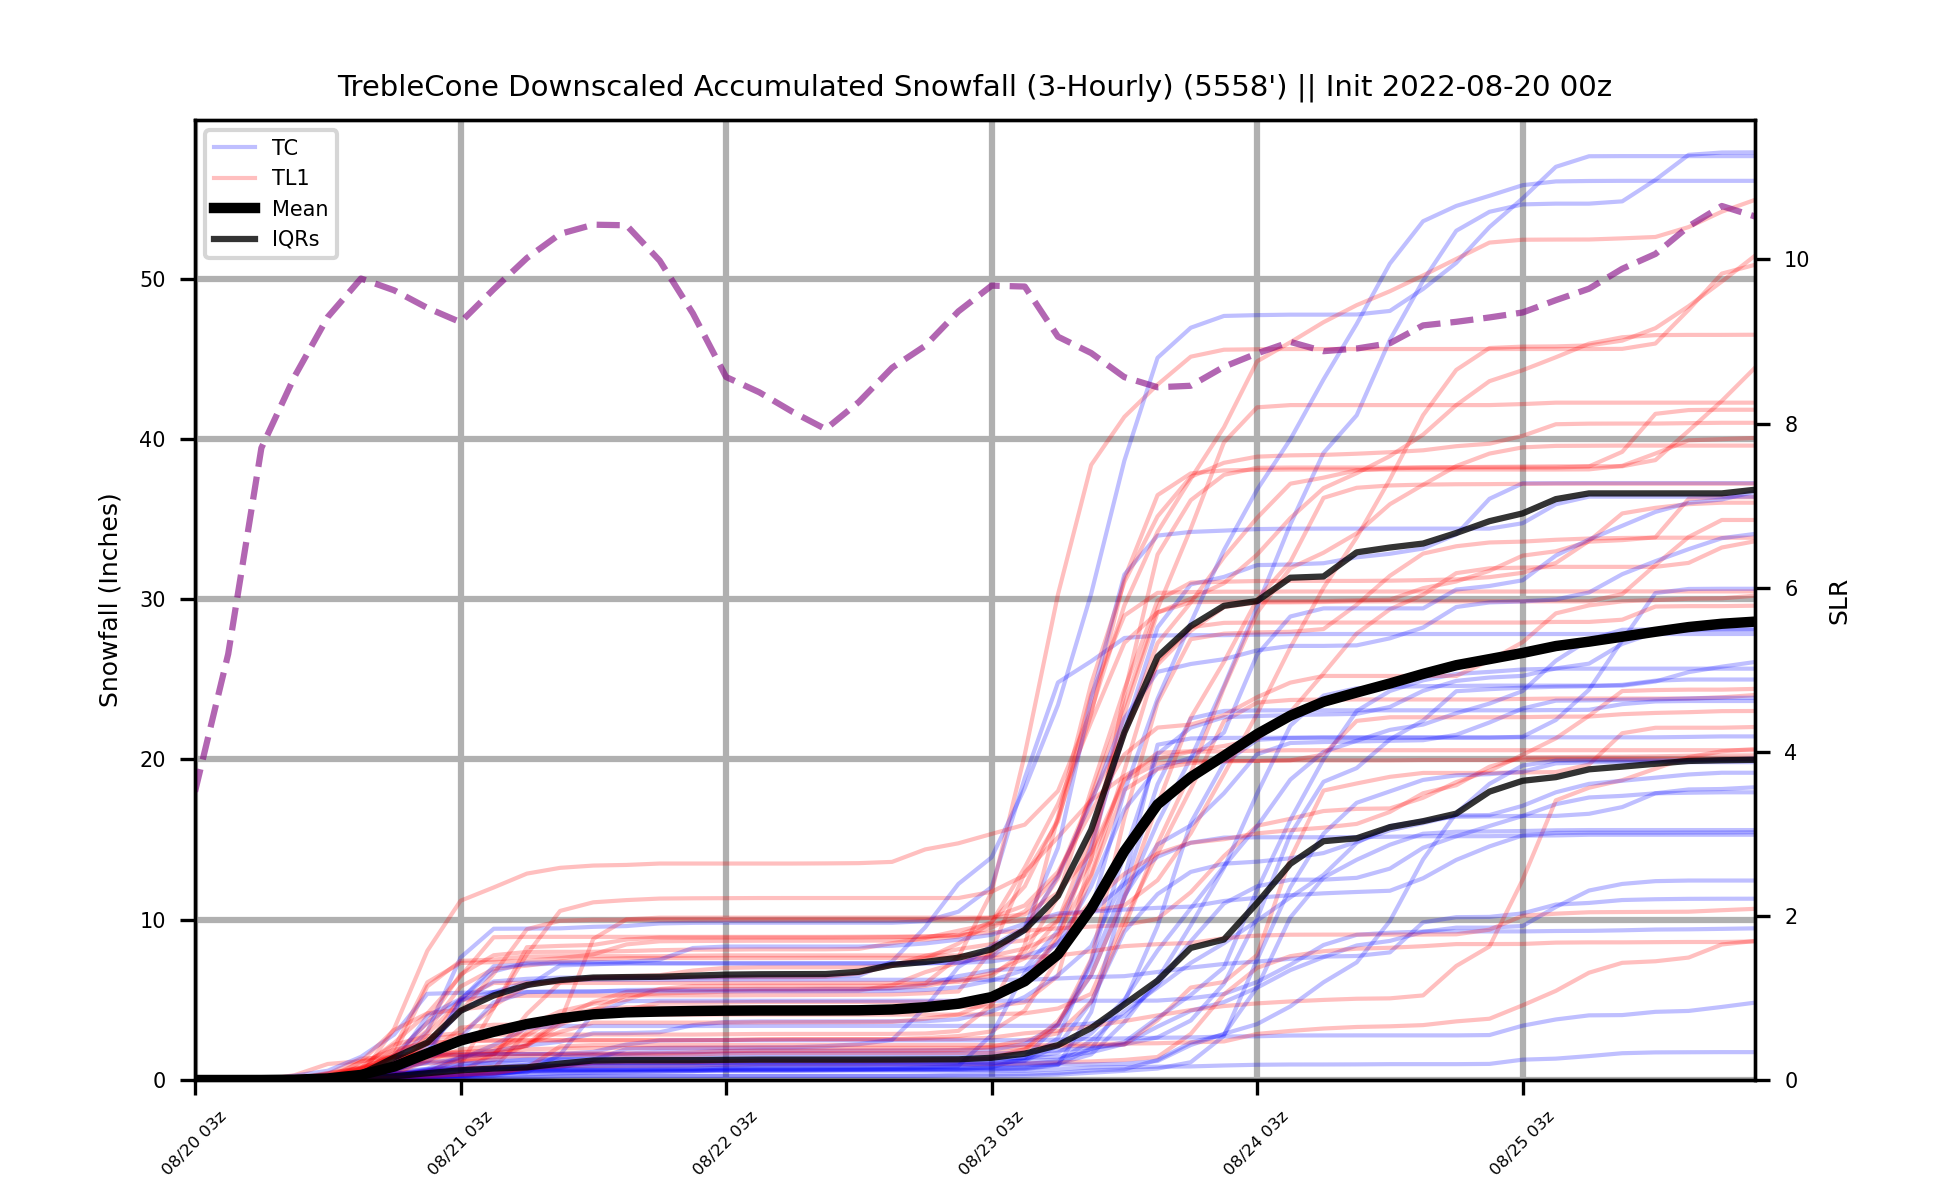 TrebleCone Downscaled Accumulated Snowfall (3-Hourly) (5558') || Init 2022-08-20 00z
TC
TL1
Mean
IQRs
50
40
30
20
10
0
Snowfall (Inches)
10
8
6
4
2
0
SLR
08/20 03z
08/21 03z
08/22 03z
08/23 03z
08/24 03z
08/25 03z